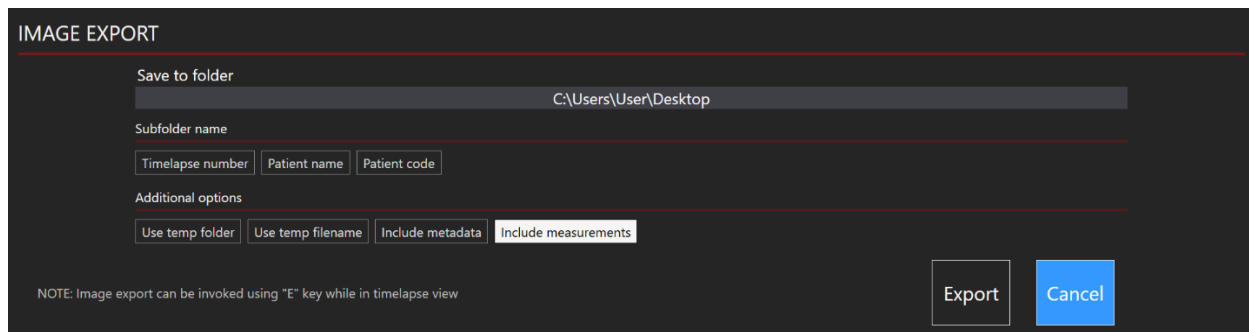 IMAGE EXPORT
Save to folder
C:\Users\User\Desktop
Subfolder name
Timelapse number Patient name Patient code
Additional options
Use temp folder Use temp filename Include metadata Include measurements
NOTE: Image export can be invoked using "E" key while in timelapse view
Export Cancel